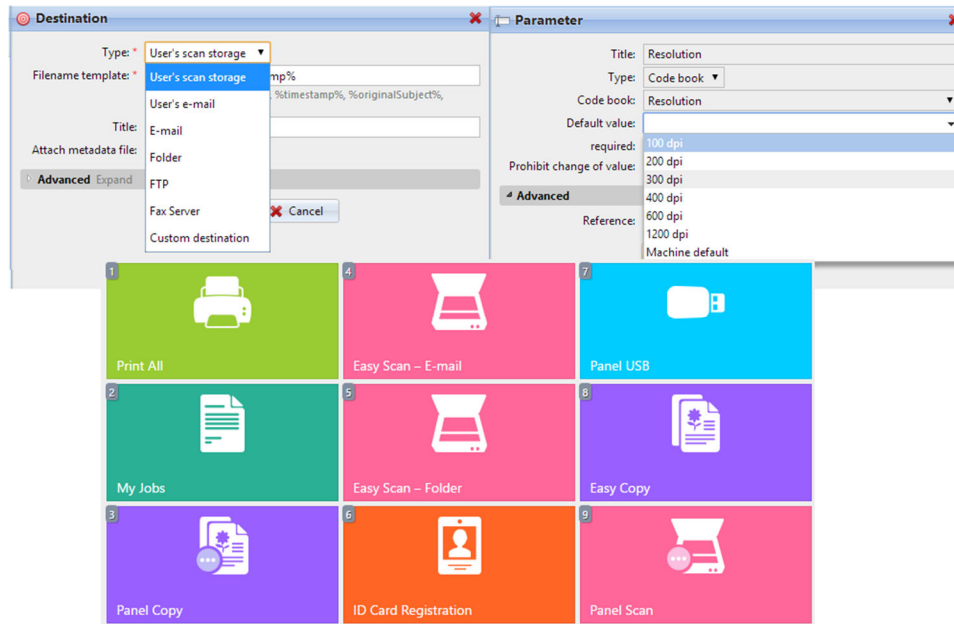 Destination
Type: *
User's scan storage
Filename template: *
mp%
, %timestamp%, %originalSubject%,
User's scan storage
User's e-mail
E-mail
Folder
FTP
Fax Server
Custom destination
Title:
Attach metadata file:
Advanced Expand
Cancel
Parameter
Title: Resolution
Type: Code book
Code book: Resolution
Default value:
required:
Prohibit change of value:
Advanced
Reference:
100 dpi
200 dpi
300 dpi
400 dpi
600 dpi
1200 dpi
Machine default
1
Print All
4
Easy Scan – E-mail
7
Panel USB
2
My Jobs
5
Easy Scan – Folder
8
Easy Copy
3
Panel Copy
6
ID Card Registration
9
Panel Scan